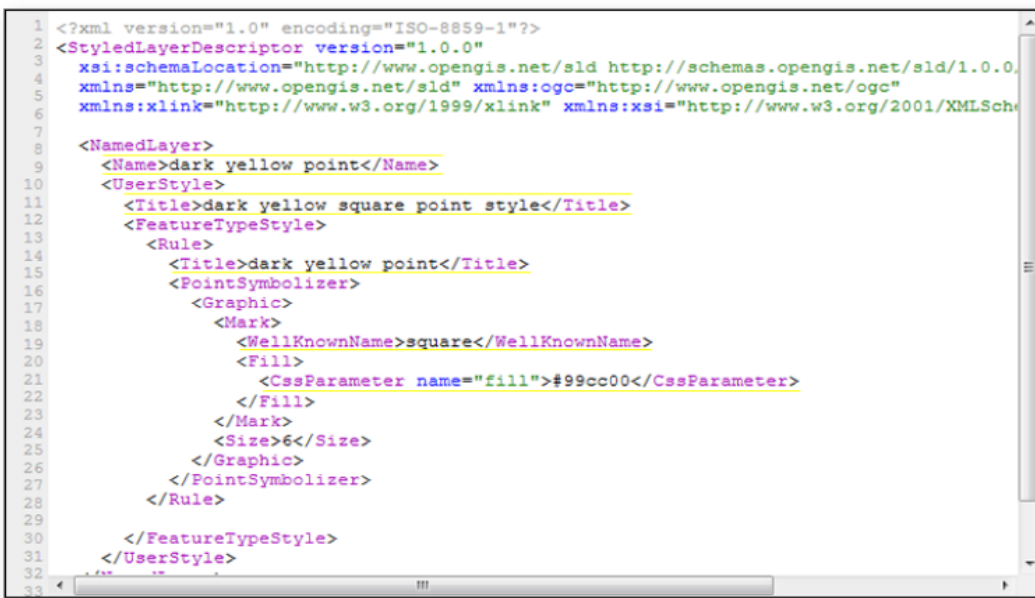 1 <?xml version="1.0" encoding="ISO-8859-1"?>
2 <StyledLayerDescriptor version="1.0.0"
3 xsi:schemaLocation="http://www.opengis.net/sld http://schemas.opengis.net/sld/1.0.0/
4 xmlns="http://www.opengis.net/sld" xmlns:ogc="http://www.opengis.net/ogc"
5 xmlns:xlink="http://www.w3.org/1999/xlink" xmlns:xsi="http://www.w3.org/2001/XMLSche
6
7
8 <NamedLayer>
9 <Name>dark yellow point</Name>
10 <UserStyle>
11 <Title>dark yellow square point style</Title>
12 <FeatureTypeStyle>
13 <Rule>
14 <Title>dark yellow point</Title>
15 <PointSymbolizer>
16 <Graphic>
17 <Mark>
18 <WellKnownName>square</WellKnownName>
19 <Fill>
20 <CssParameter name="fill">#99cc00</CssParameter>
21 </Fill>
22 </Mark>
23 <Size>6</Size>
24 </Graphic>
25 </PointSymbolizer>
26 </Rule>
27
28 </FeatureTypeStyle>
29 </UserStyle>
30
31
32
33